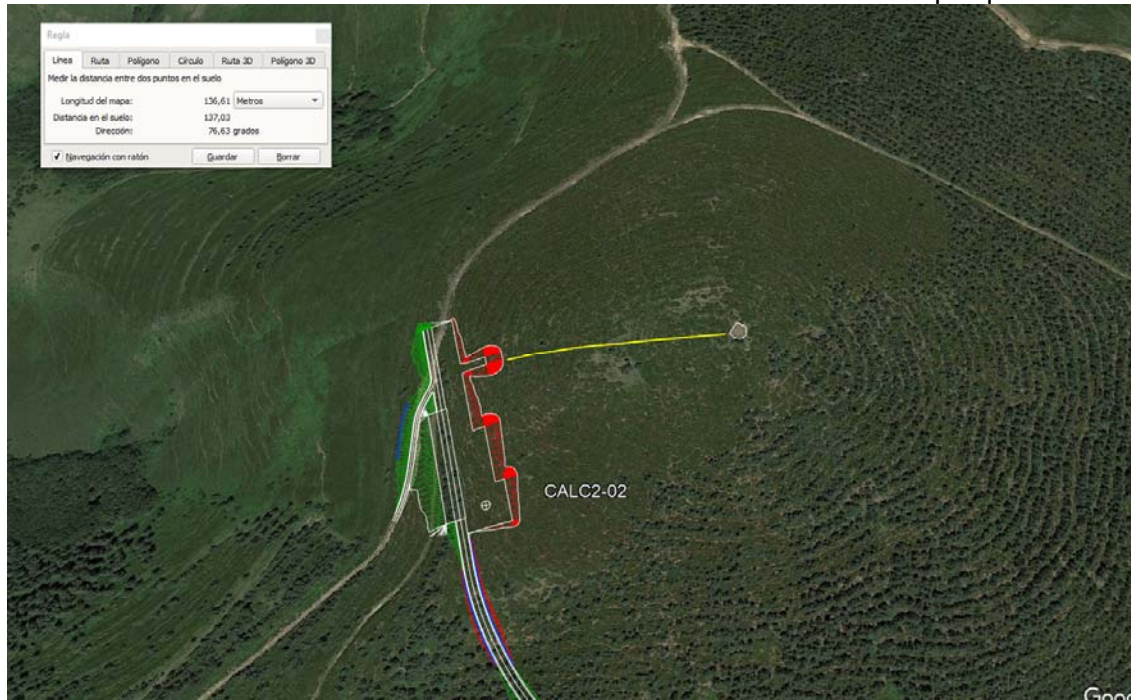 Regla
Línea Ruta Polígono Círculo Ruta 3D Polígono 3D
Medir la distancia entre dos puntos en el suelo
Longitud del mapa: 136,61 Metros
Distancia en el suelo: 137,03
Dirección: 76,63 grados
Navegación con ratón Guardar Borrar
CALC2-02
Goo